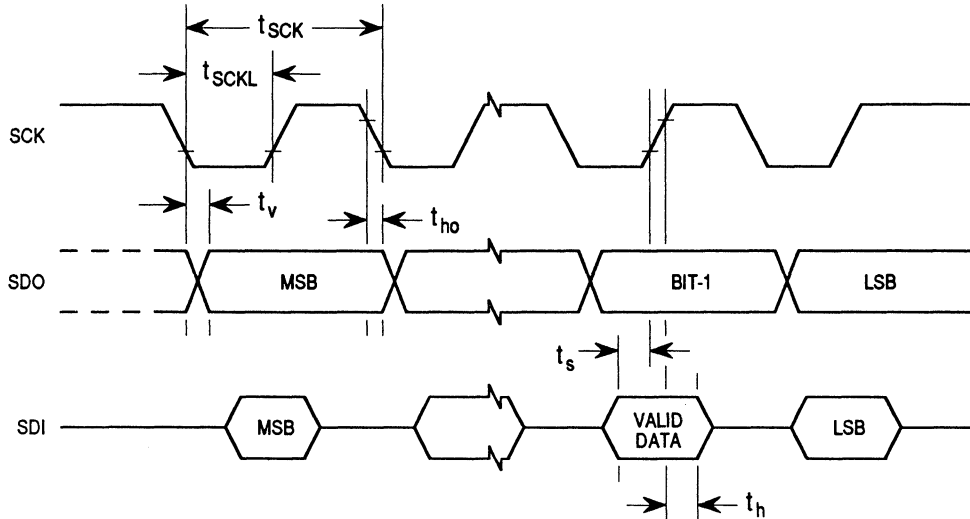 tSCK
tSCKL
SCK
tv
tho
SDO
MSB
BIT-1
LSB
ts
SDI
MSB
VALID
DATA
LSB
th